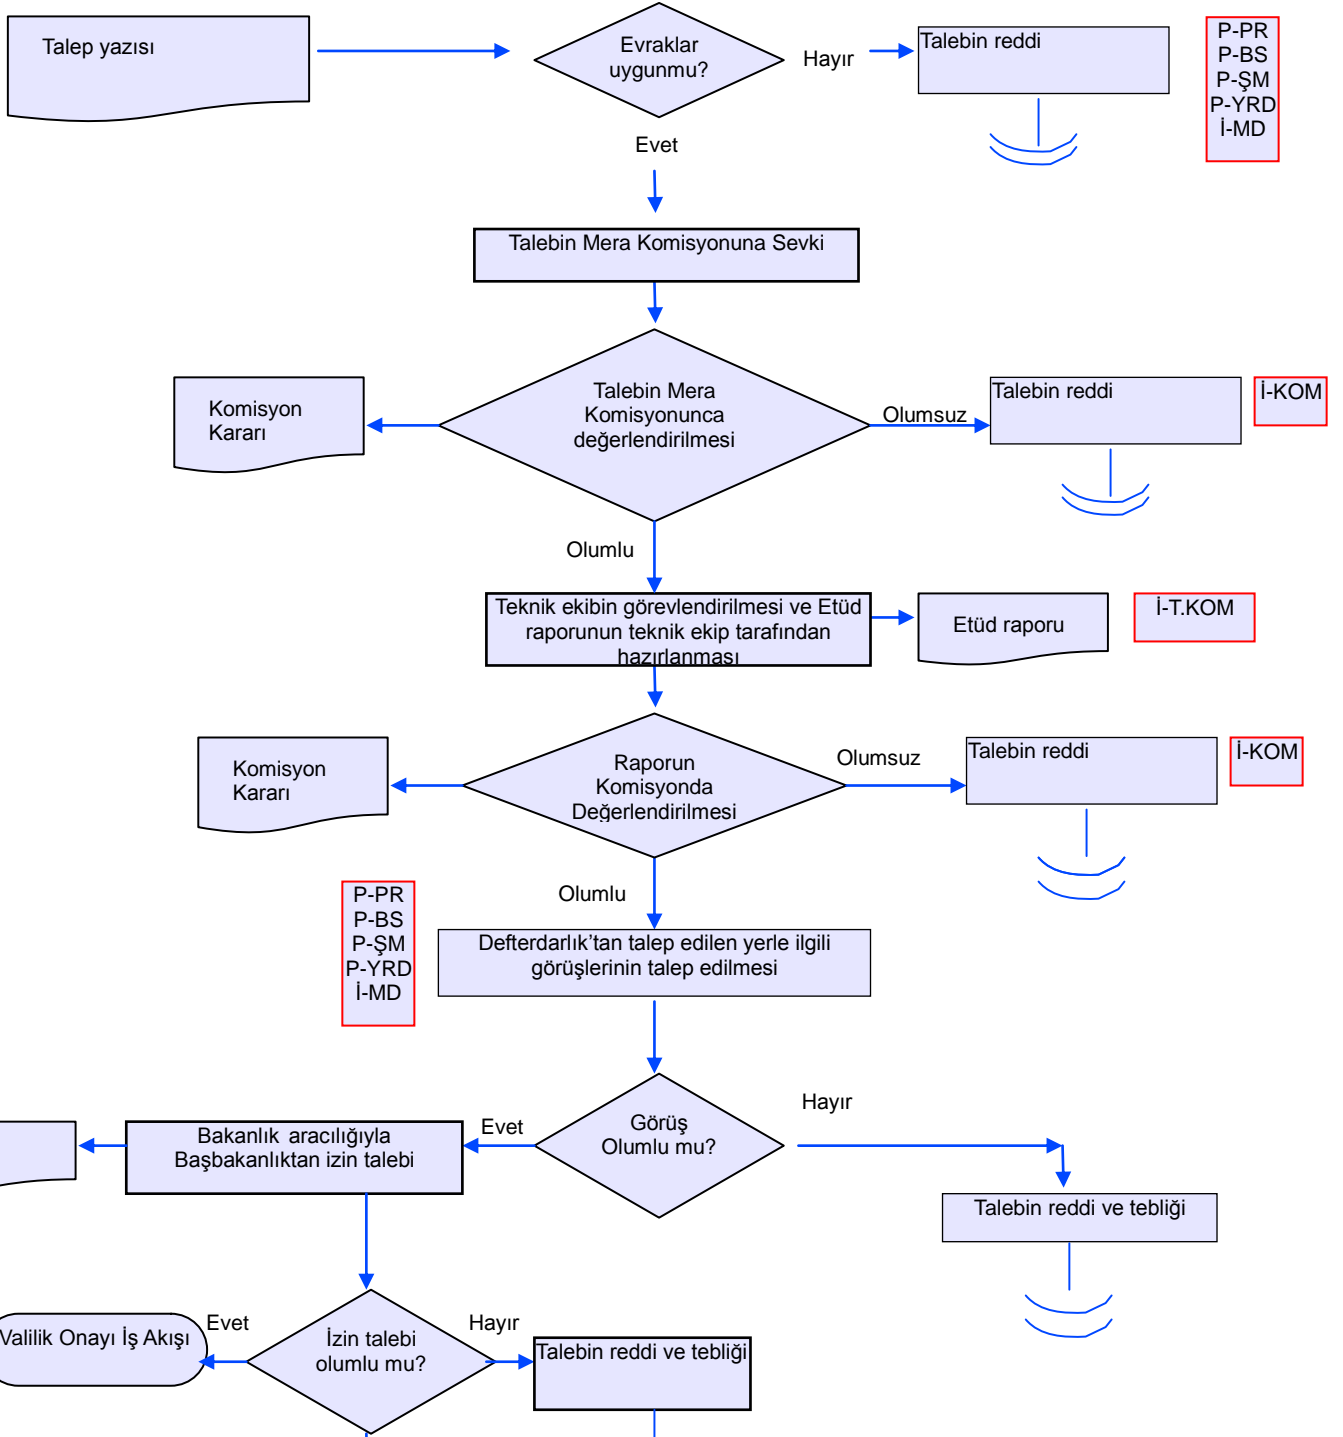 Talep yazısı
Evraklar
uygunmu?
Hayır
Talebin reddi
P-PR
P-BS
P-ŞM
P-YRD
İ-MD
Evet
Talebin Mera Komisyonuna Sevki
Komisyon
Kararı
Talebin Mera
Komisyonunca
değerlendirilmesi
Olumsuz
Talebin reddi
İ-KOM
Olumlu
Teknik ekibin görevlendirilmesi ve Etüd
raporunun teknik ekip tarafından
hazırlanması
Etüd raporu
İ-T.KOM
Komisyon
Kararı
Raporun
Komisyonda
Değerlendirilmesi
Olumsuz
Talebin reddi
İ-KOM
Olumlu
P-PR
P-BS
P-ŞM
P-YRD
İ-MD
Defterdarlık’tan talep edilen yerle ilgili
görüşlerinin talep edilmesi
Görüş
Olumlu mu?
Hayır
Evet
Bakanlık aracılığıyla
Başbakanlıktan izin talebi
Talebin reddi ve tebliği
Valilik Onayı İş Akışı
Evet
İzin talebi
olumlu mu?
Hayır
Talebin reddi ve tebliği